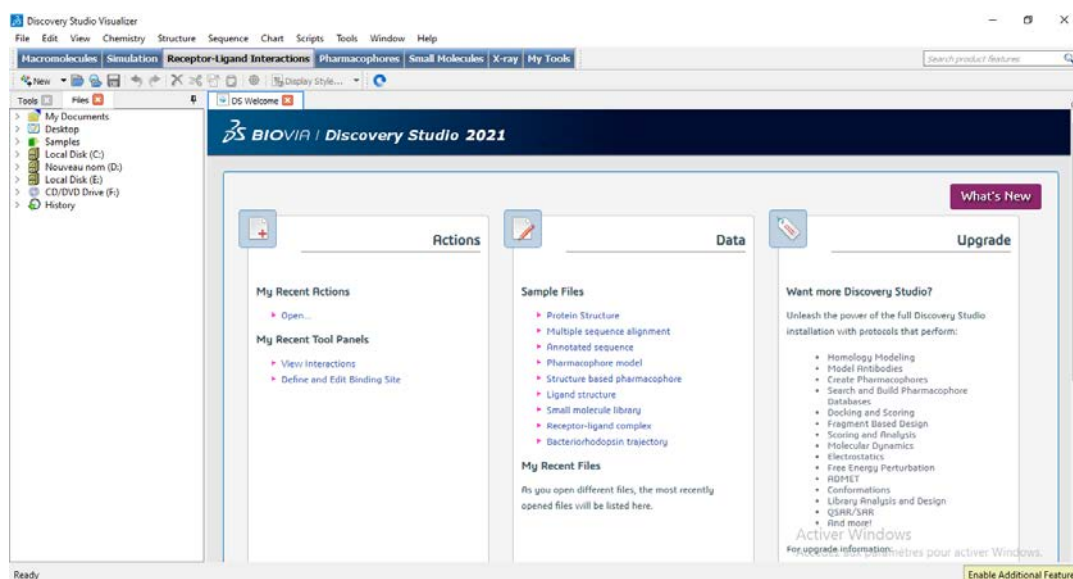 Discovery Studio Visualizer
File Edit View Chemistry Structure Sequence Chart Scripts Tools Window Help
Macromolecules Simulation Receptor-Ligand Interactions Pharmacophores Small Molecules X-ray My Tools
Search product features
New Display Style...
Tools Files DS Welcome
My Documents
Desktop
Samples
Local Disk (C:)
Nouveau nom (D:)
Local Disk (E:)
CD/DVD Drive (F:)
History
BIOVIA | Discovery Studio 2021
What's New
Actions
My Recent Actions
Open...
My Recent Tool Panels
View Interactions
Define and Edit Binding Site
Data
Sample Files
Protein Structure
Multiple sequence alignment
Annotated sequence
Pharmacophore model
Structure based pharmacophore
Ligand structure
Small molecule library
Receptor-ligand complex
Bacteriorhodopsin trajectory
My Recent Files
As you open different files, the most recently
opened files will be listed here.
Upgrade
Want more Discovery Studio?
Unleash the power of the full Discovery Studio
installation with protocols that perform:
Homology Modeling
Model Antibodies
Create Pharmacophores
Search and Build Pharmacophore
Databases
Docking and Scoring
Fragment Based Design
Scoring and Analysis
Molecular Dynamics
Electrostatics
Free Energy Perturbation
ADMET
Conformations
Library Analysis and Design
QSAR/SAR
And more!
For upgrade information:
Activer Windows
pour activer Windows.
Ready
Enable Additional Feature